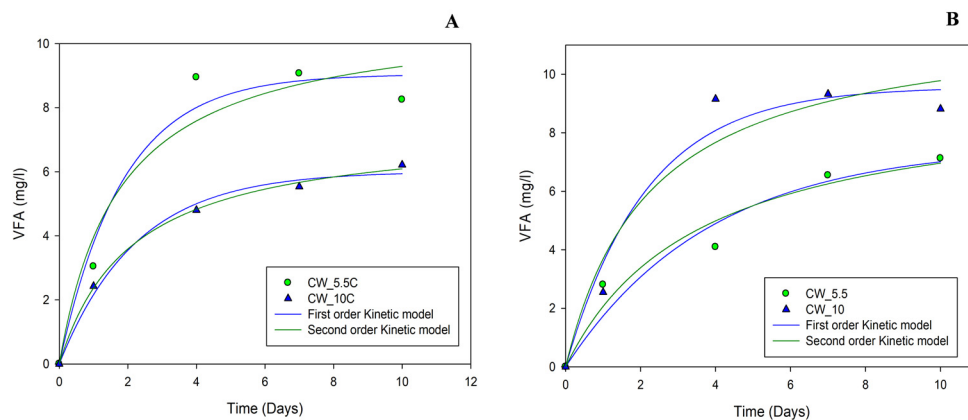 A
10
8
6
4
2
0
VFA (mg/l)
0
2
4
6
8
10
12
Time (Days)
CW_5.5C
CW_10C
First order Kinetic model
Second order Kinetic model
B
10
8
6
4
2
0
VFA (mg/l)
0
2
4
6
8
10
Time (Days)
CW_5.5
CW_10
First order Kinetic model
Second order Kinetic model